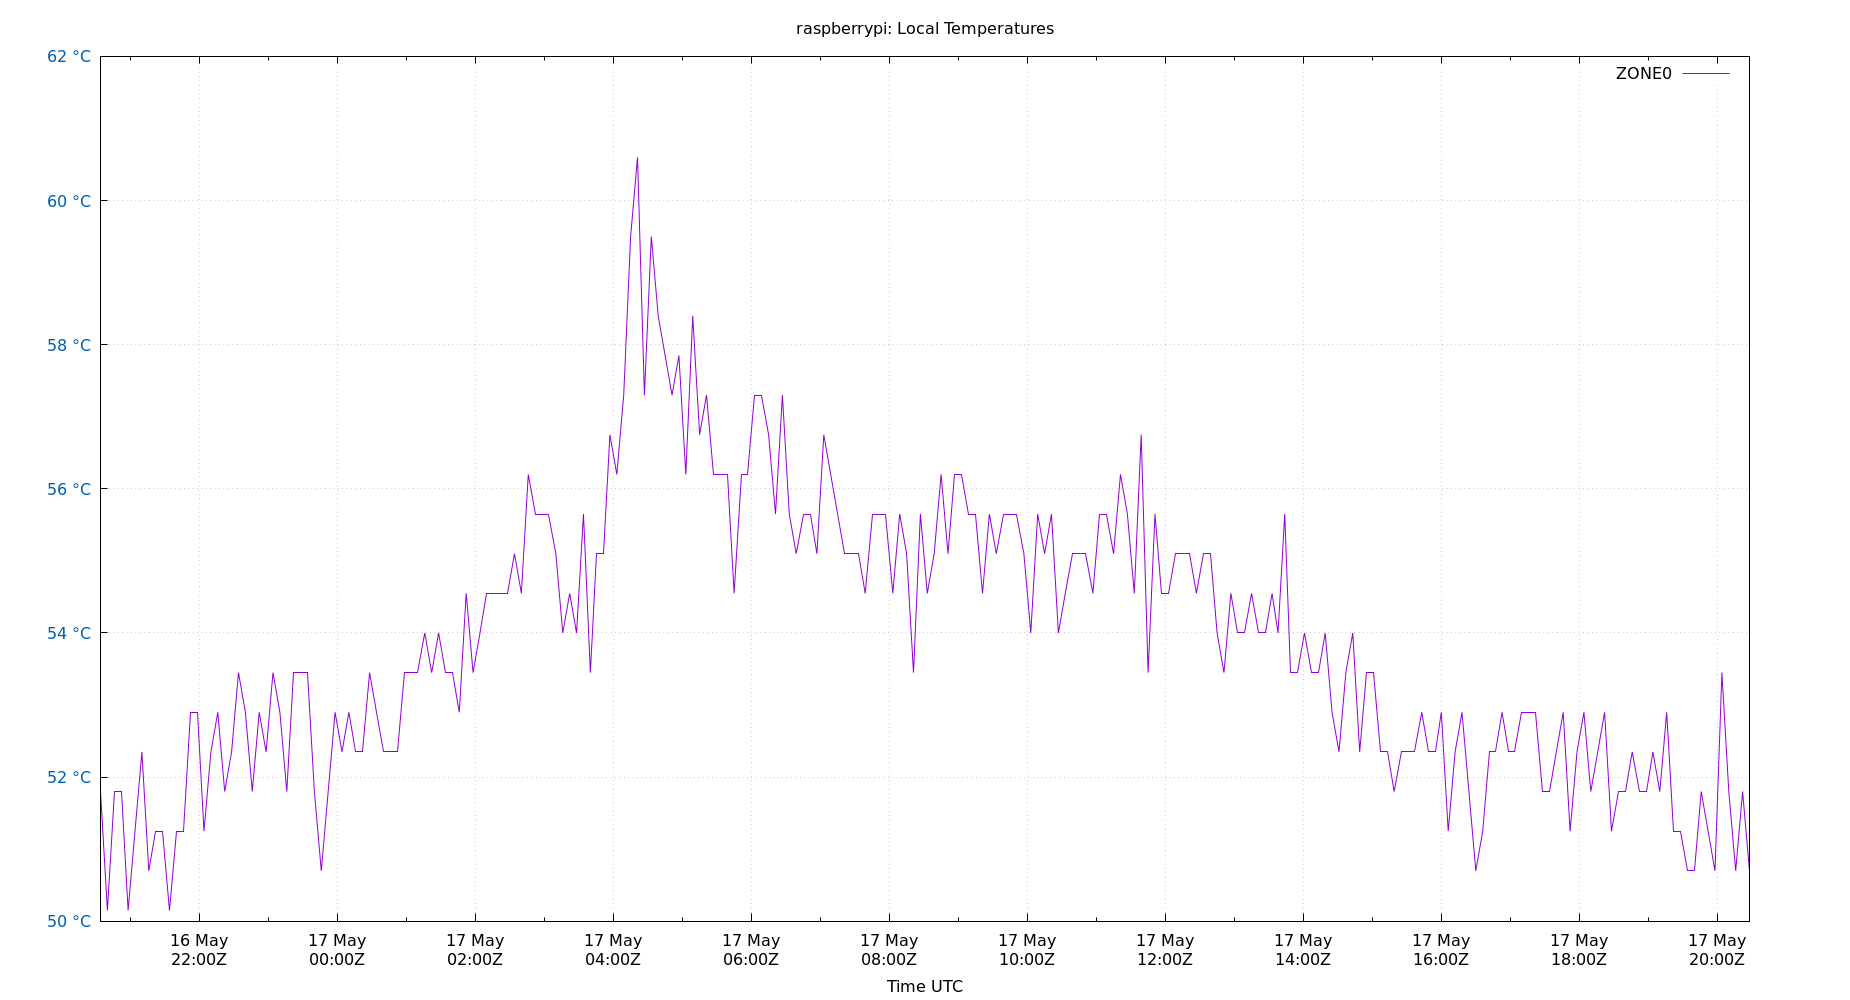 raspberrypi: Local Temperatures
62 °C
ZONE0
60 °C
58 °C
56 °C
54 °C
52 °C
50 °C
16 May 17 May 17 May 17 May 17 May 17 May 17 May 17 May 17 May 17 May 17 May 17 May
22:00Z 00:00Z 02:00Z 04:00Z 06:00Z 08:00Z 10:00Z 12:00Z 14:00Z 16:00Z 18:00Z 20:00Z
Time UTC